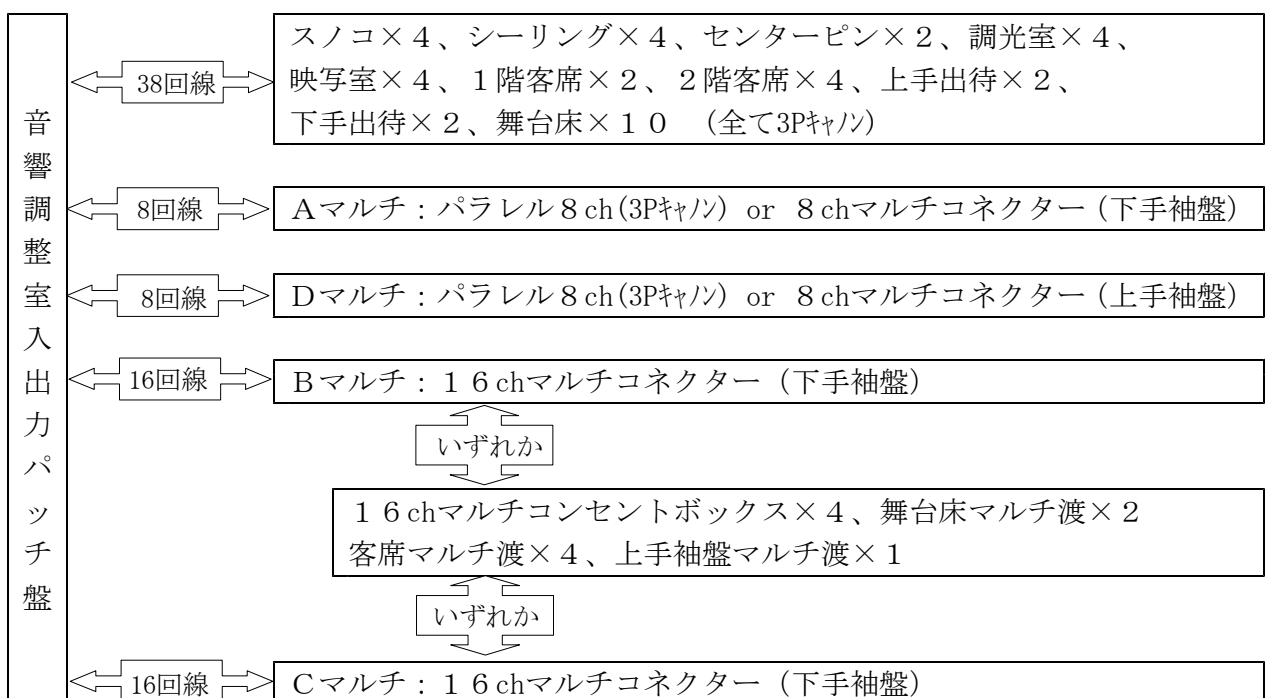 音響調整室入出力パッチ盤
38回線
スノコ×４、シーリング×４、センターピン×２、調光室×４、
映写室×４、１階客席×２、２階客席×４、上手出待×２、
下手出待×２、舞台床×１０　（全て3Pｷｬﾉﾝ）
8回線
Ａマルチ：パラレル８ch(3Pｷｬﾉﾝ) or ８chマルチコネクター（下手袖盤）
8回線
Ｄマルチ：パラレル８ch(3Pｷｬﾉﾝ) or ８chマルチコネクター（上手袖盤）
16回線
Ｂマルチ：１６chマルチコネクター（下手袖盤）
いずれか
１６chマルチコンセントボックス×４、舞台床マルチ渡×２
客席マルチ渡×４、上手袖盤マルチ渡×１
いずれか
16回線
Ｃマルチ：１６chマルチコネクター（下手袖盤）